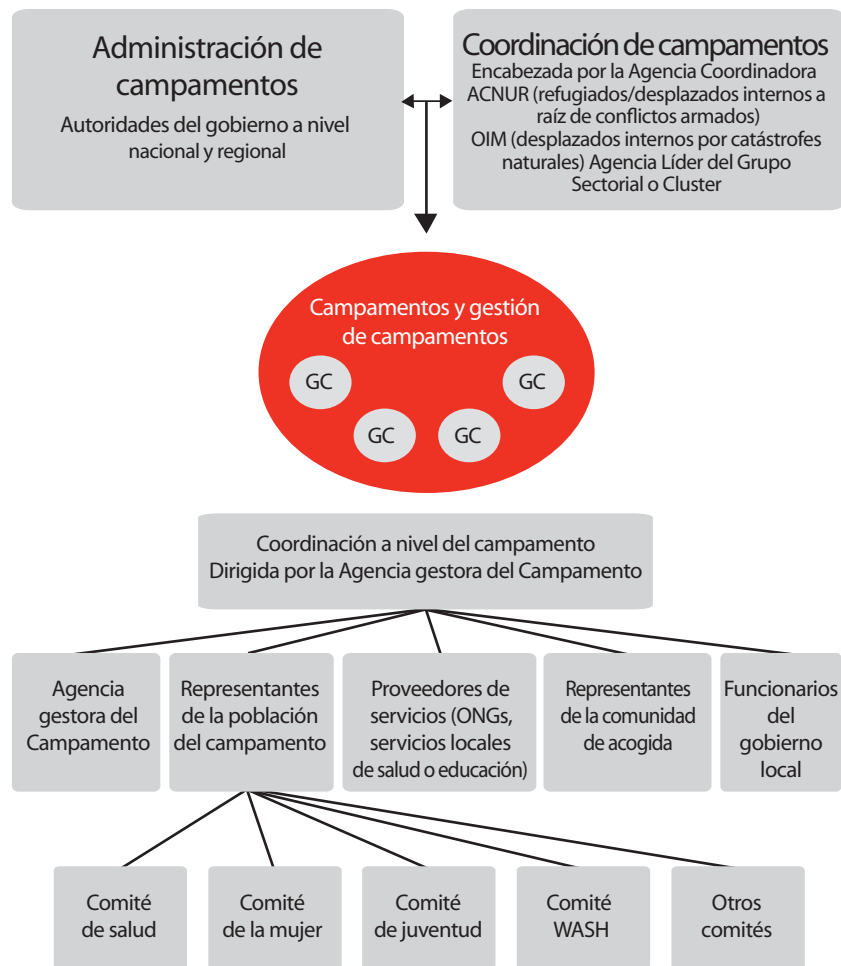 Administración de
campamentos
Autoridades del gobierno a nivel
nacional y regional
Coordinación de campamentos
Encabezada por la Agencia Coordinadora
ACNUR (refugiados/desplazados internos a
raíz de conflictos armados)
OIM (desplazados internos por catástrofes
naturales) Agencia Líder del Grupo
Sectorial o Cluster
Campamentos y gestión
de campamentos
GC
GC
GC
GC
Coordinación a nivel del campamento
Dirigida por la Agencia gestora del Campamento
Agencia
gestora del
Campamento
Representantes
de la población
del campamento
Proveedores de
servicios (ONGs,
servicios locales
de salud o educación)
Representantes
de la comunidad
de acogida
Funcionarios
del
gobierno
local
Comité
de salud
Comité
de la mujer
Comité
de juventud
Comité
WASH
Otros
comités